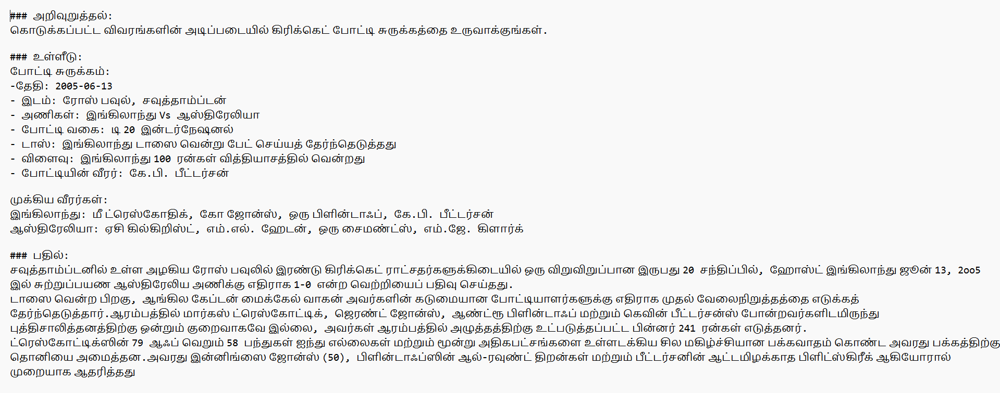 ### அறிவுறுத்தல்:
கொடுக்கப்பட்ட விவரங்களின் அடிப்படையில் கிரிக்கெட் போட்டி சுருக்கத்தை உருவாக்குங்கள்.
### உள்ளீடு:
போட்டி சுருக்கம்:
-தேதி: 2005-06-13
- இடம்: ரோஸ் பவுல், சவுத்தாம்ப்டன்
- அணிகள்: இங்கிலாந்து Vs ஆஸ்திரேலியா
- போட்டி வகை: டி 20 இன்டர்நேஷனல்
- டாஸ்: இங்கிலாந்து டாஸை வென்று பேட் செய்யத் தேர்ந்தெடுத்தது
- விளைவு: இங்கிலாந்து 100 ரன்கள் வித்தியாசத்தில் வென்றது
- போட்டியின் வீரர்: கே.பி. பீட்டர்சன்
முக்கிய வீரர்கள்:
இங்கிலாந்து: மீ ட்ரெஸ்கோதிக், கோ ஜோன்ஸ், ஒரு பிளின்டாஃப், கே.பி. பீட்டர்சன்
ஆஸ்திரேலியா: ஏசி கில்கிறிஸ்ட், எம்.எல். ஹேடன், ஒரு சைமண்ட்ஸ், எம்.ஜே. கிளார்க்
### பதில்:
சவுத்தாம்ப்டனில் உள்ள அழகிய ரோஸ் பவுலில் இரண்டு கிரிக்கெட் ராட்சதர்களுக்கிடையில் ஒரு விறுவிறுப்பான இருபது 20 சந்திப்பில், ஹோஸ்ட் இங்கிலாந்து ஜூன் 13, 2oo5
இல் சுற்றுப்பயண ஆஸ்திரேலிய அணிக்கு எதிராக 1-0 என்ற வெற்றியைப் பதிவு செய்தது.
டாஸை வென்ற பிறகு, ஆங்கில கேப்டன் மைக்கேல் வாகன் அவர்களின் கடுமையான போட்டியாளர்களுக்கு எதிராக முதல் வேலைநிறுத்தத்தை எடுக்கத்
தேர்ந்தெடுத்தார்.ஆரம்பத்தில் மார்கஸ் ட்ரெஸ்கோட்டிக், ஜெரண்ட் ஜோன்ஸ், ஆண்ட்ரூ பிளின்டாஃப் மற்றும் கெவின் பீட்டர்சன்ஸ் போன்றவர்களிடமிருந்து
புத்திசாலித்தனத்திற்கு ஒன்றும் குறைவாகவே இல்லை, அவர்கள் ஆரம்பத்தில் அழுத்தத்திற்கு உட்படுத்தப்பட்ட பின்னர் 241 ரன்கள் எடுத்தனர்.
ட்ரெஸ்கோட்டிக்ஸின் 79 ஆஃப் வெறும் 58 பந்துகள் ஐந்து எல்லைகள் மற்றும் மூன்று அதிகபட்சங்களை உள்ளடக்கிய சில மகிழ்ச்சியான பக்கவாதம் கொண்ட அவரது பக்கத்திற்கு
தொனியை அமைத்தன.அவரது இன்னிங்ஸை ஜோன்ஸ் (50), பிளின்டாஃப்ஸின் ஆல்-ரவுண்ட் திறன்கள் மற்றும் பீட்டர்சனின் ஆட்டமிழக்காத பிளிட்ஸ்கிரீக் ஆகியோரால்
முறையாக ஆதரித்தது